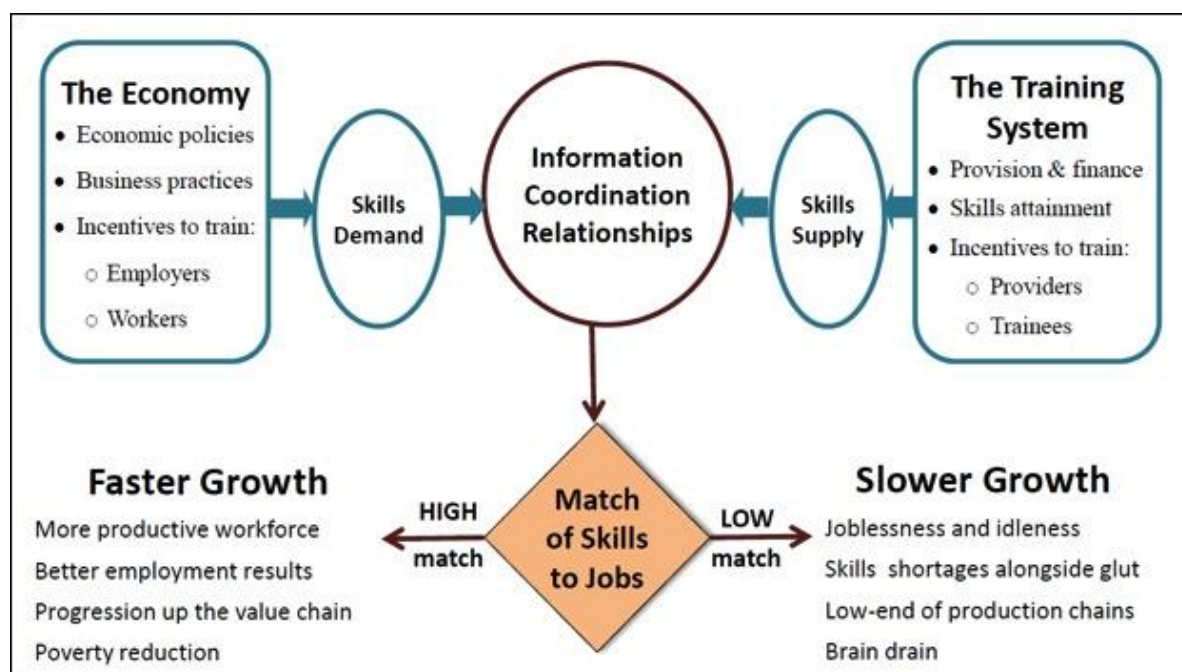 The Economy
• Economic policies
• Business practices
• Incentives to train:
○ Employers
○ Workers
Skills
Demand
Information
Coordination
Relationships
Skills
Supply
The Training
System
• Provision & finance
• Skills attainment
• Incentives to train:
○ Providers
○ Trainees
Match
of Skills
to Jobs
HIGH
match
LOW
match
Faster Growth
More productive workforce
Better employment results
Progression up the value chain
Poverty reduction
Slower Growth
Joblessness and idleness
Skills shortages alongside glut
Low-end of production chains
Brain drain